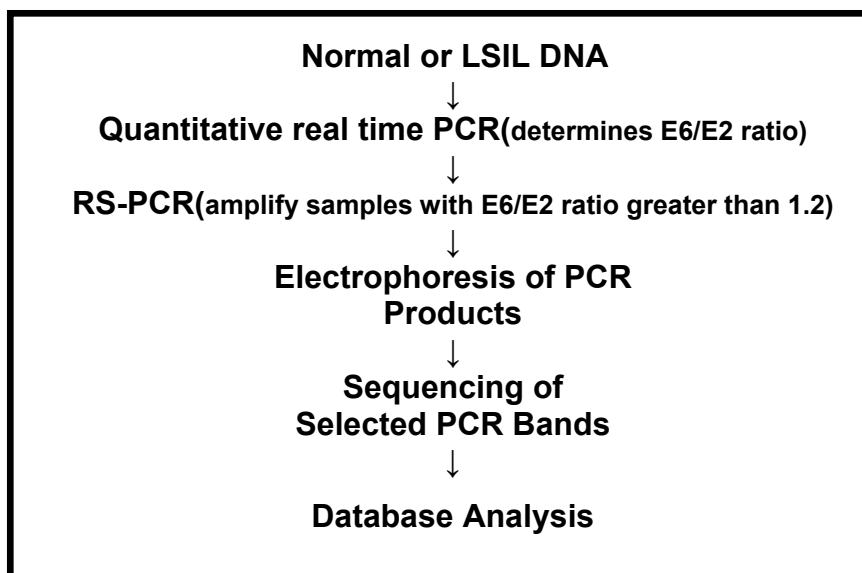 Normal or LSIL DNA
↓
Quantitative real time PCR(determines E6/E2 ratio)
↓
RS-PCR(amplify samples with E6/E2 ratio greater than 1.2)
↓
Electrophoresis of PCR
Products
↓
Sequencing of
Selected PCR Bands
↓
Database Analysis